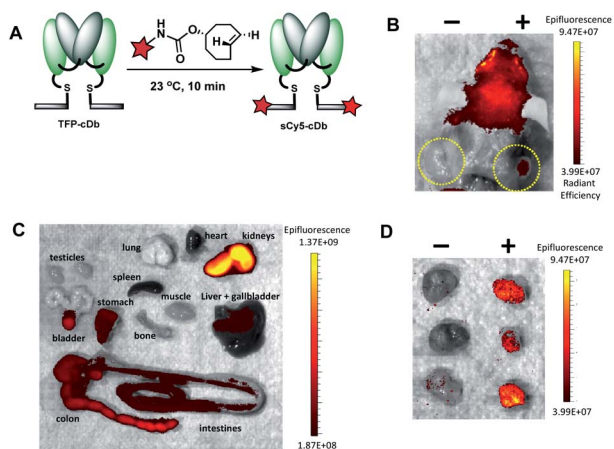 A
H
N
O
O
H
H
S
S
TFP-cDb
23 °C, 10 min
S
S
sCy5-cDb
B
−
+
Epifluorescence
9.47E+07
3.99E+07
Radiant
Efficiency
C
testicles
lung
heart
kidneys
spleen
stomach
muscle
Liver + gallbladder
bladder
bone
colon
intestines
Epifluorescence
1.37E+09
1.87E+08
D
−
+
Epifluorescence
9.47E+07
3.99E+07